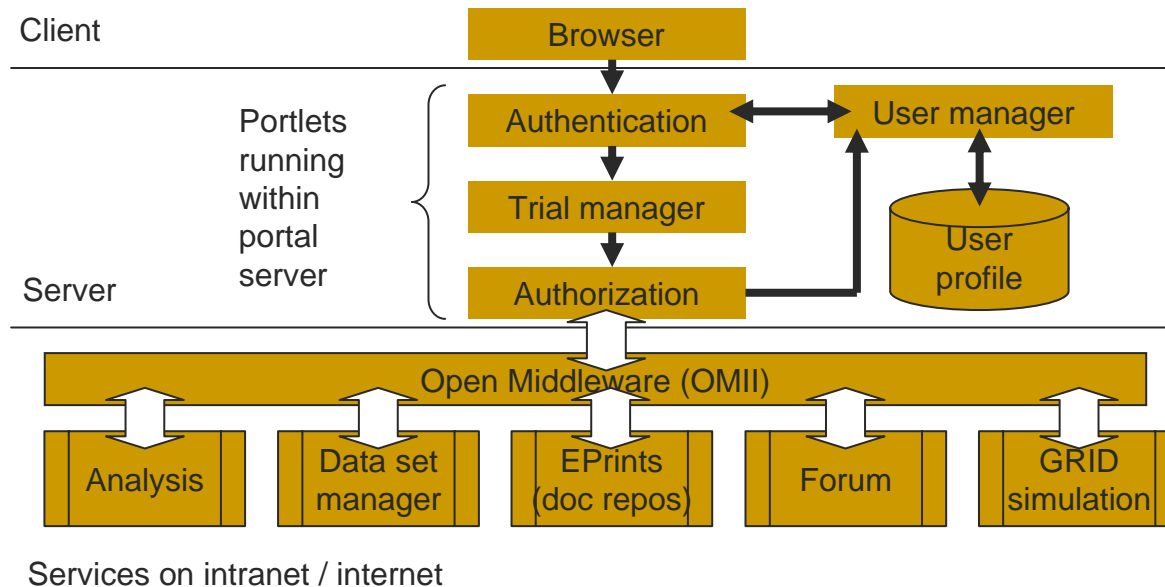 Client
Browser
Portlets
running
within
portal
server
Authentication
User manager
Trial manager
User
profile
Authorization
Server
Open Middleware (OMII)
Analysis
Data set
manager
EPrints
(doc repos)
Forum
GRID
simulation
Services on intranet / internet